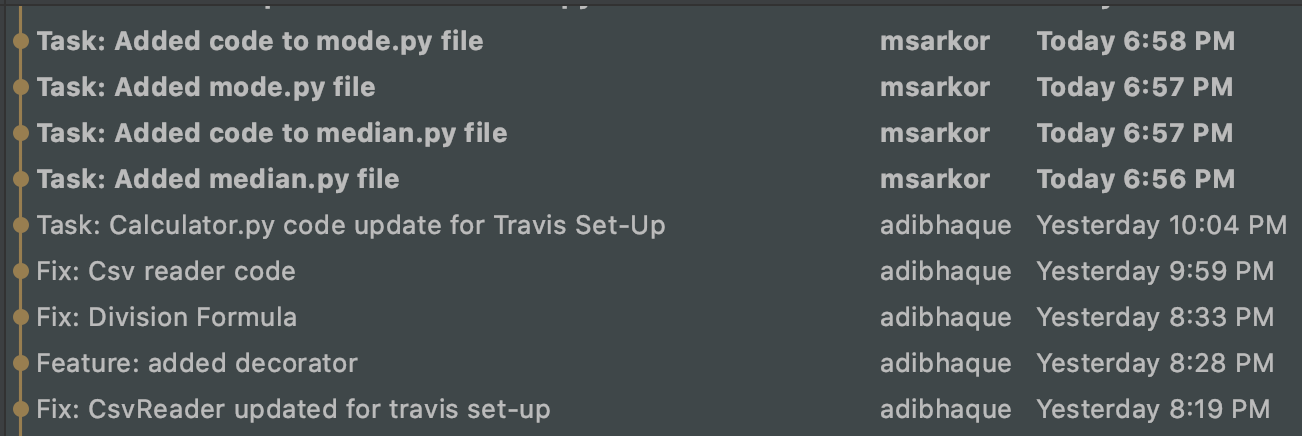 Task: Added code to mode.py file msarkor Today 6:58 PM
Task: Added mode.py file msarkor Today 6:57 PM
Task: Added code to median.py file msarkor Today 6:57 PM
Task: Added median.py file msarkor Today 6:56 PM
Task: Calculator.py code update for Travis Set-Up adibhaque Yesterday 10:04 PM
Fix: Csv reader code adibhaque Yesterday 9:59 PM
Fix: Division Formula adibhaque Yesterday 8:33 PM
Feature: added decorator adibhaque Yesterday 8:28 PM
Fix: CsvReader updated for travis set-up adibhaque Yesterday 8:19 PM